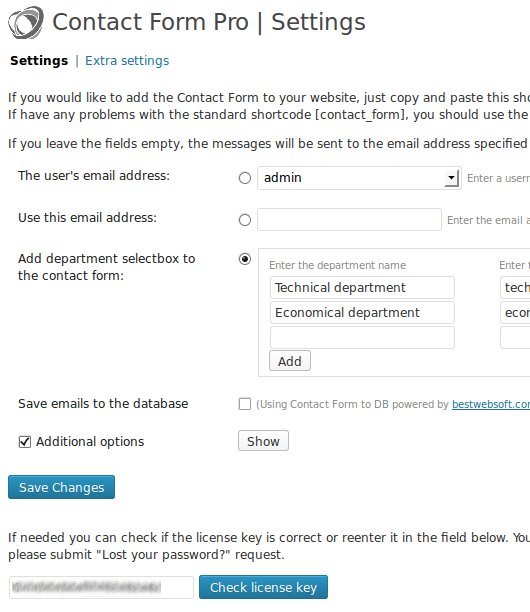 Contact Form Pro | Settings
Settings | Extra settings
If you would like to add the Contact Form to your website, just copy and paste this sho
If have any problems with the standard shortcode [contact_form], you should use the
If you leave the fields empty, the messages will be sent to the email address specified
The user's email address: admin Enter a usern
Use this email address: Enter the email a
Add department selectbox to
the contact form:
Enter the department name Enter
Technical department tech
Economical department econ
Add
Save emails to the database (Using Contact Form to DB powered by bestwebsoft.com
Additional options Show
Save Changes
If needed you can check if the license key is correct or reenter it in the field below. You
please submit "Lost your password?" request.
Check license key